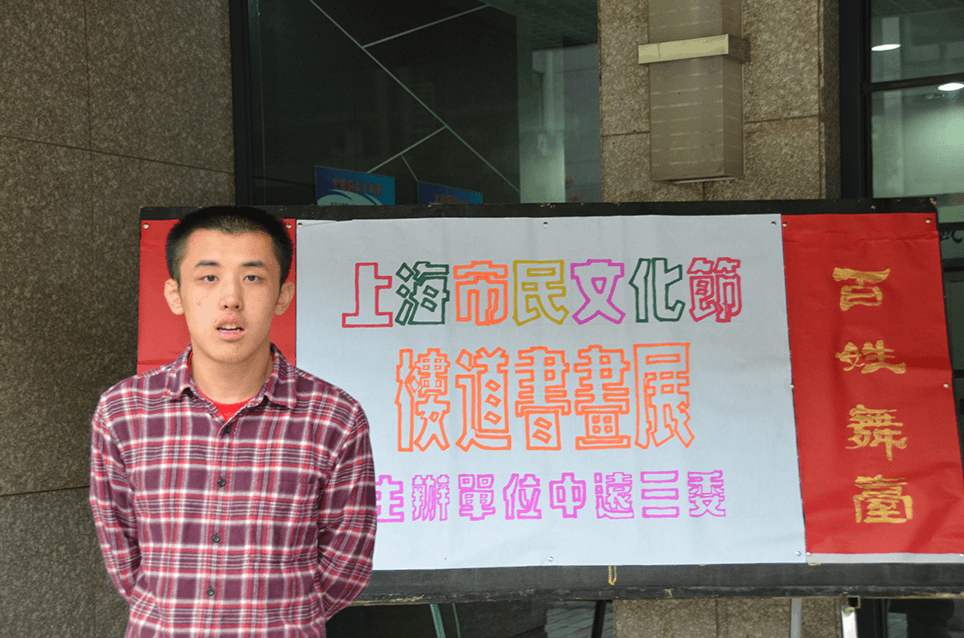 上海市民文化節
樓道書畫展
主辦單位中遠三委
百姓舞臺